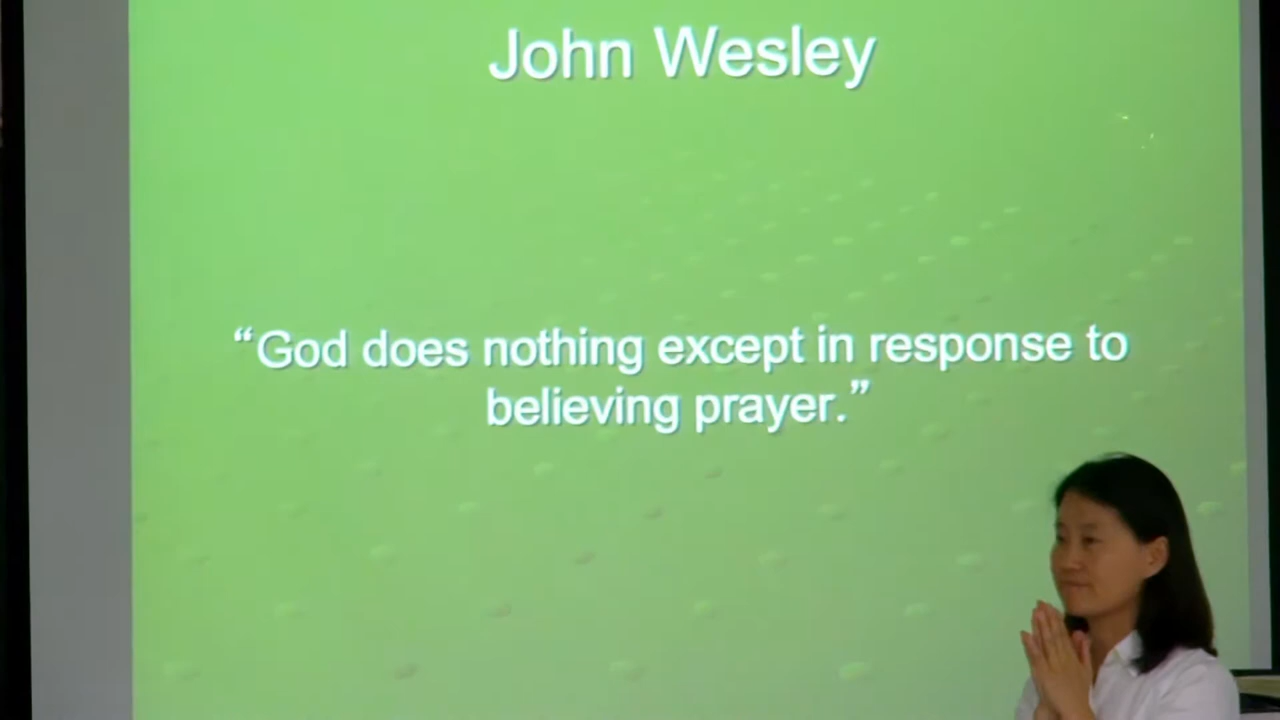 John Wesley
“God does nothing except in response to
believing prayer.”